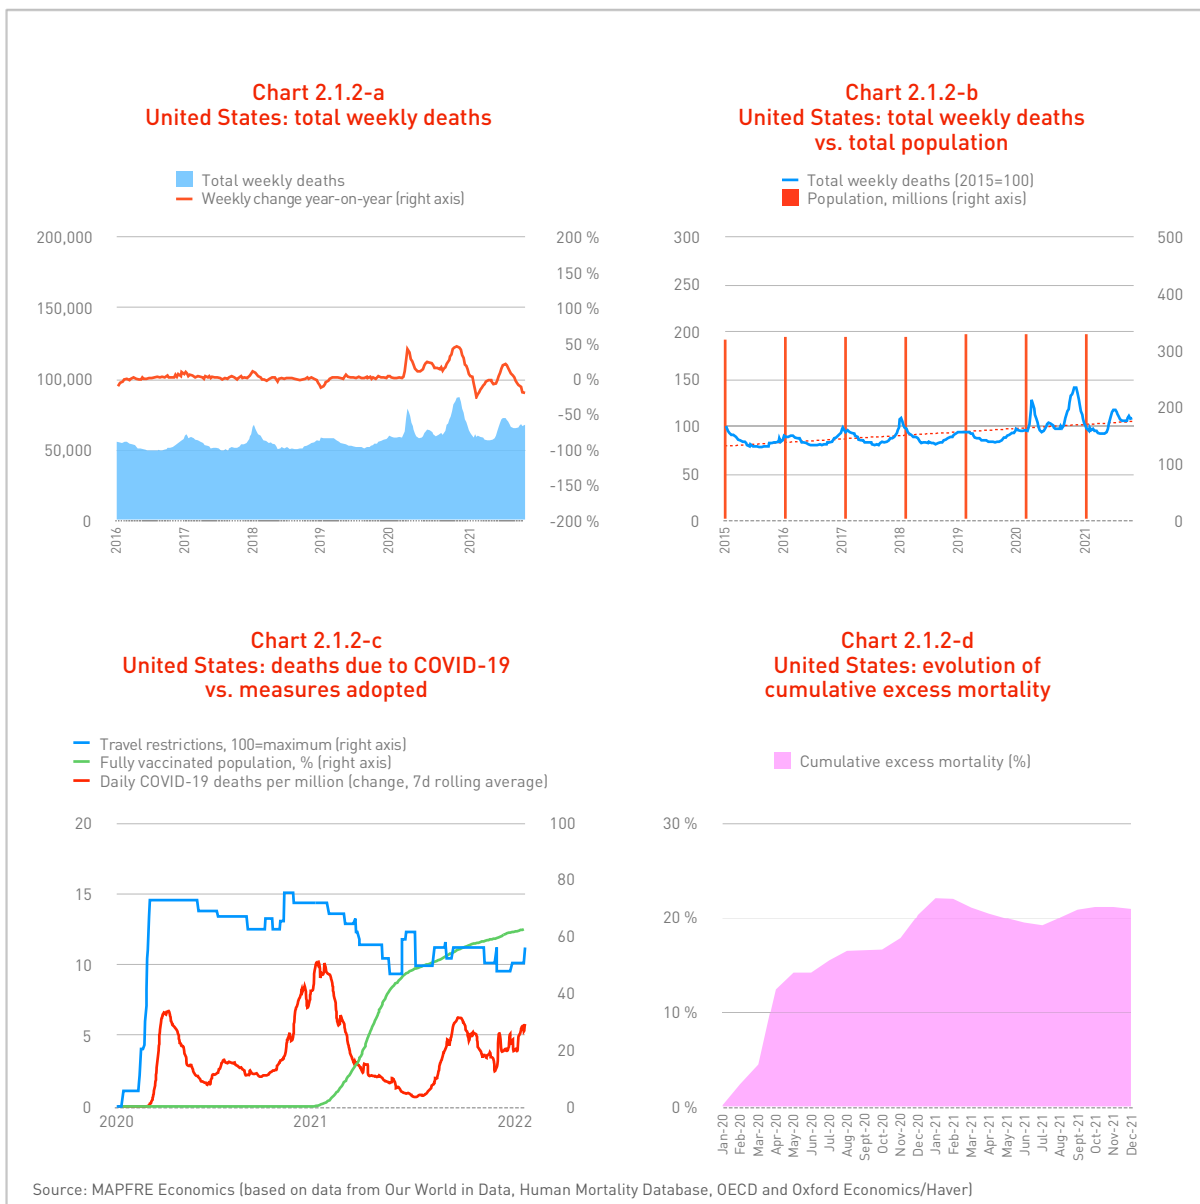 Chart 2.1.2-a
United States: total weekly deaths
Total weekly deaths
Weekly change year-on-year (right axis)
200,000
150,000
100,000
50,000
0
200 %
150 %
100 %
50 %
0 %
-50 %
-100 %
-150 %
-200 %
2016
2017
2018
2019
2020
2021
Chart 2.1.2-b
United States: total weekly deaths
vs. total population
Total weekly deaths (2015=100)
Population, millions (right axis)
300
250
200
150
100
50
0
500
400
300
200
100
0
2015
2016
2017
2018
2019
2020
2021
Chart 2.1.2-c
United States: deaths due to COVID-19
vs. measures adopted
Travel restrictions, 100=maximum (right axis)
Fully vaccinated population, % (right axis)
Daily COVID-19 deaths per million (change, 7d rolling average)
20
15
10
5
0
100
80
60
40
20
0
2020
2021
2022
Chart 2.1.2-d
United States: evolution of
cumulative excess mortality
Cumulative excess mortality (%)
30 %
20 %
10 %
0 %
Jan-20
Feb-20
Mar-20
Apr-20
May-20
Jun-20
Jul-20
Aug-20
Sept-20
Oct-20
Nov-20
Dec-20
Jan-21
Feb-21
Mar-21
Apr-21
May-21
Jun-21
Jul-21
Aug-21
Sept-21
Oct-21
Nov-21
Dec-21
Source: MAPFRE Economics (based on data from Our World in Data, Human Mortality Database, OECD and Oxford Economics/Haver)